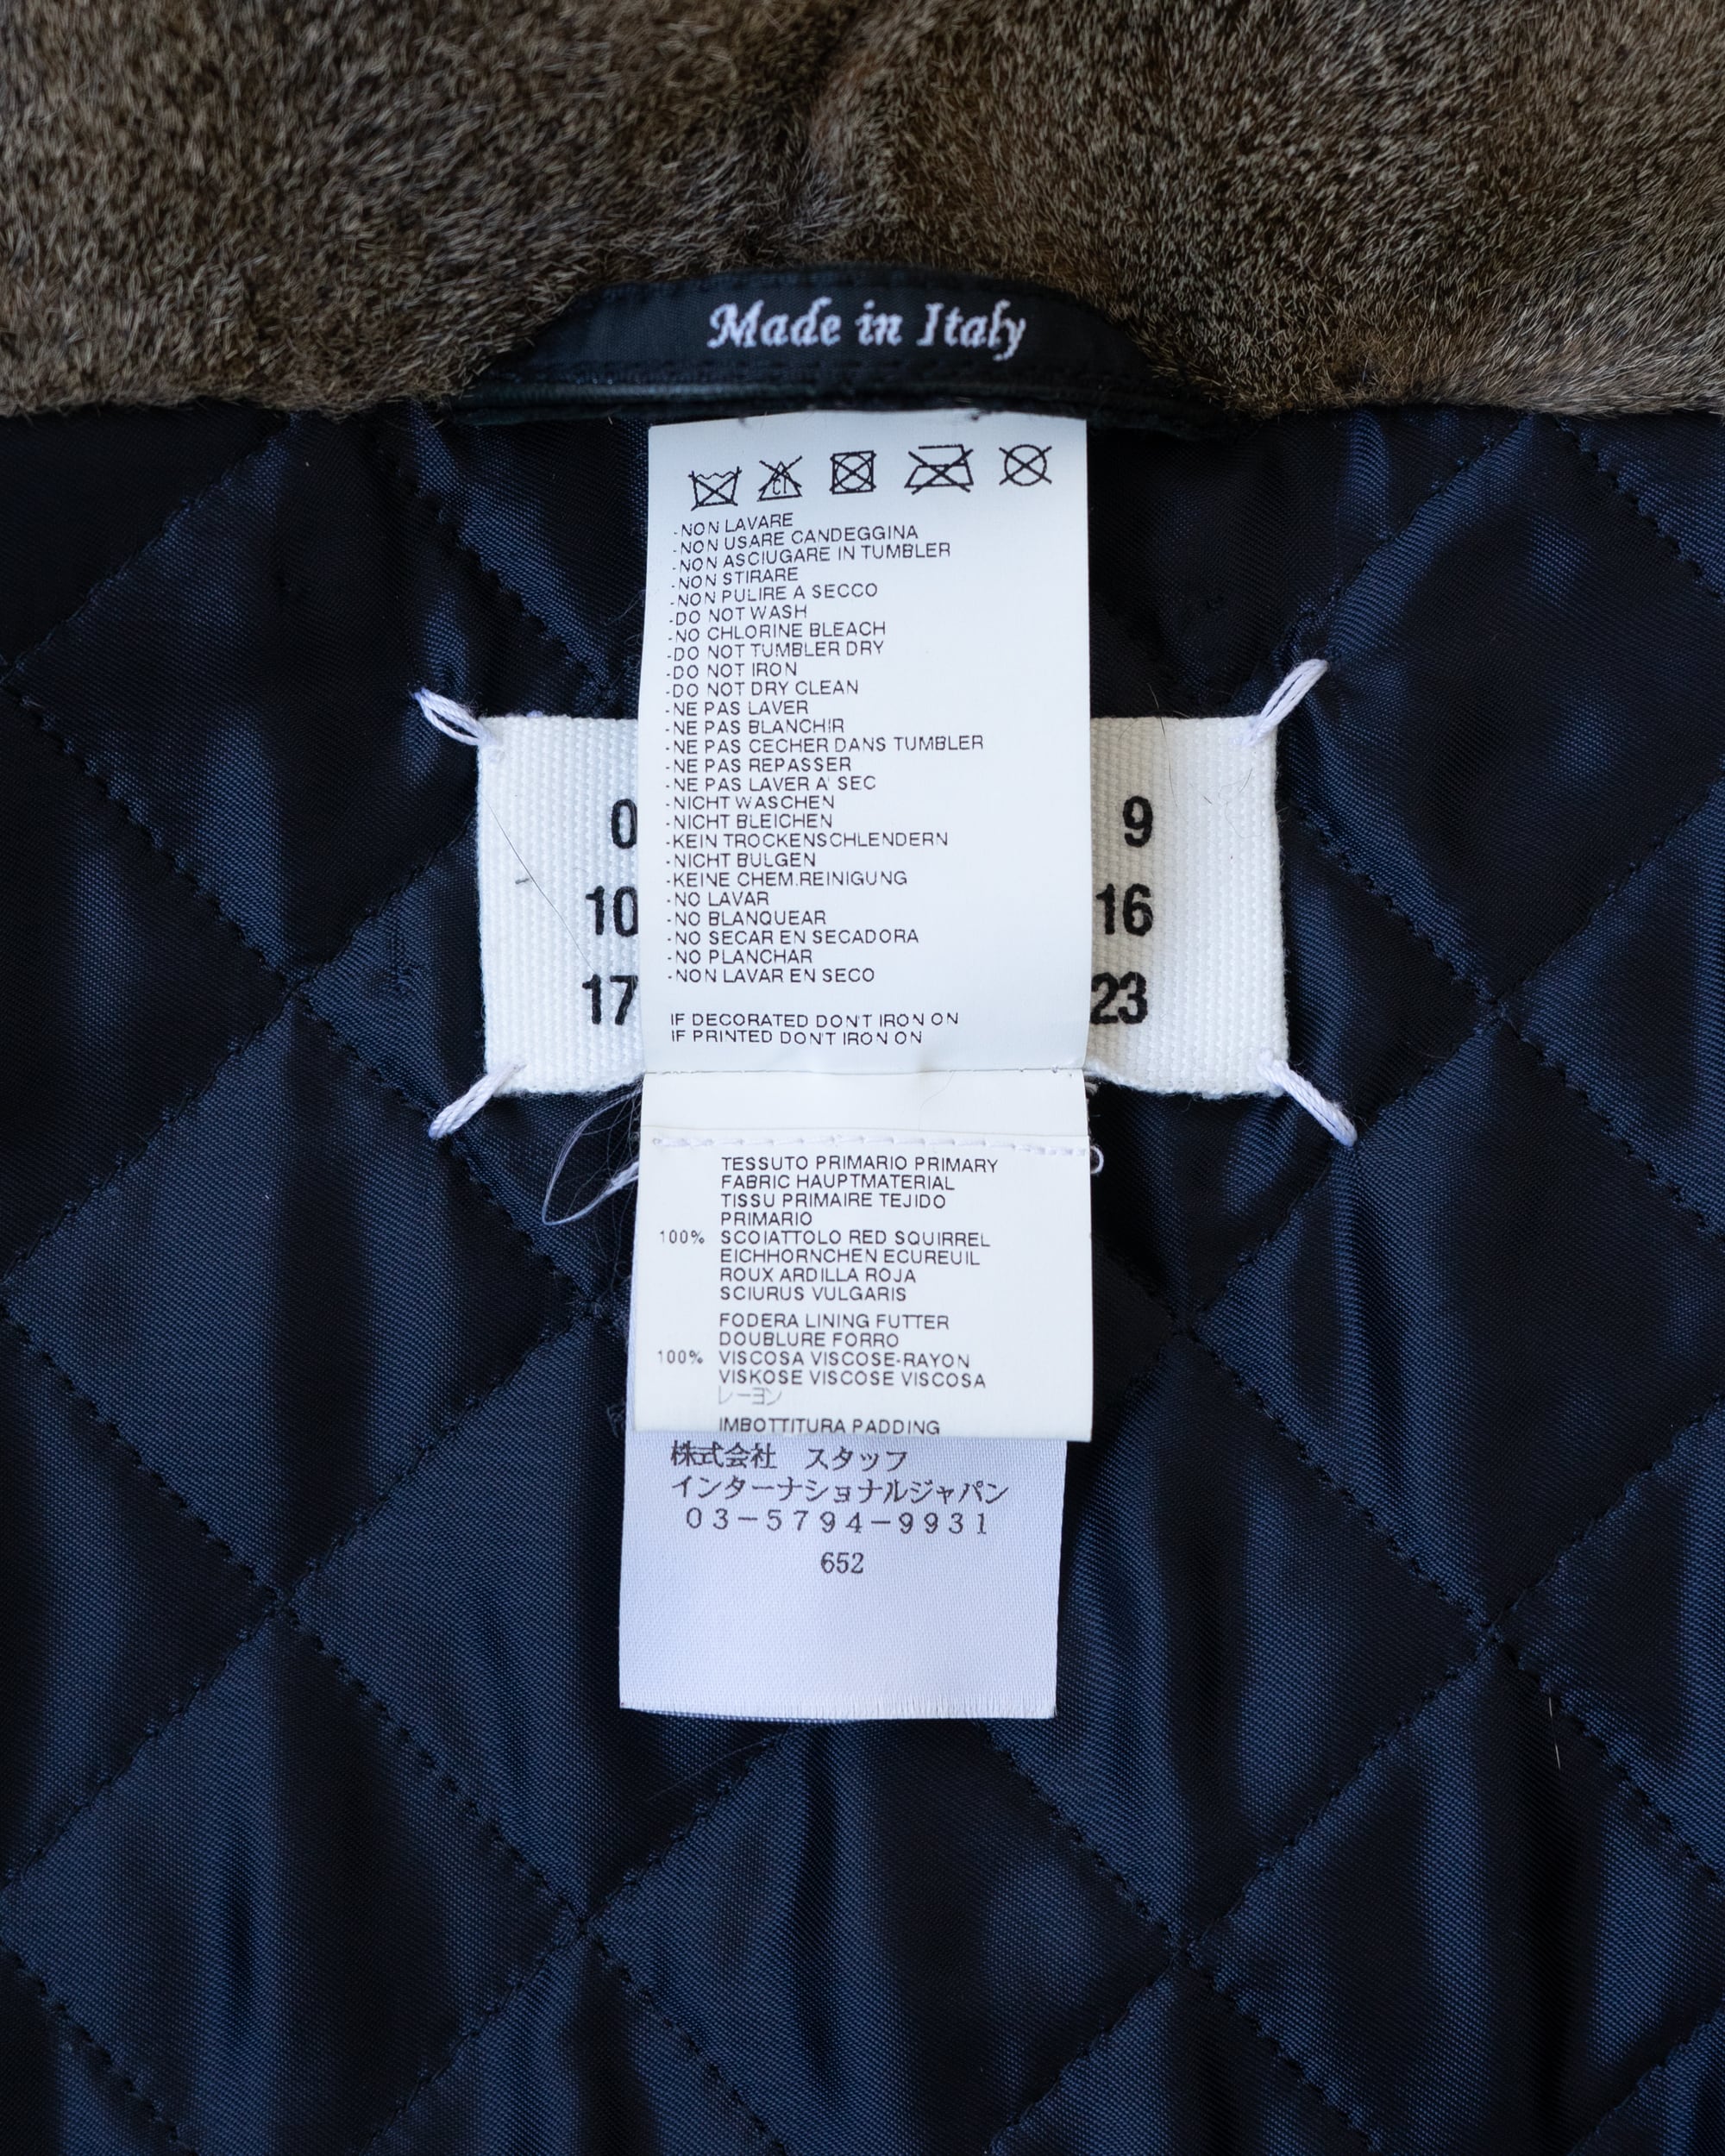 Made in Italy
CL
-NON LAVARE
-NON USARE CANDEGGINA
-NON ASCIUGARE IN TUMBLER
-NON STIRARE
-NON PULIRE A SECCO
-DO NOT WASH
-NO CHLORINE BLEACH
-DO NOT TUMBLER DRY
-DO NOT IRON
-DO NOT DRY CLEAN
-NE PAS LAVER
-NE PAS BLANCHIR
-NE PAS CECHER DANS TUMBLER
-NE PAS REPASSER
-NE PAS LAVER A' SEC
-NICHT WASCHEN
-NICHT BLEICHEN
-KEIN TROCKENSCHLENDERN
-NICHT BULGEN
-KEINE CHEM.REINIGUNG
-NO LAVAR
-NO BLANQUEAR
-NO SECAR EN SECADORA
-NO PLANCHAR
-NON LAVAR EN SECO
IF DECORATED DON'T IRON ON
IF PRINTED DON'T IRON ON
0 9
10 16
17 23
TESSUTO PRIMARIO PRIMARY
FABRIC HAUPTMATERIAL
TISSU PRIMAIRE TEJIDO
PRIMARIO
100% SCOIATTOLO RED SQUIRREL
EICHHORNCHEN ECUREUIL
ROUX ARDILLA ROJA
SCIURUS VULGARIS
FODERA LINING FUTTER
DOUBLURE FORRO
100% VISCOSA VISCOSE-RAYON
VISKOSE VISCOSE VISCOSA
レーヨン
IMBOTTITURA PADDING
株式会社 スタッフ
インターナショナルジャパン
03-5794-9931
652